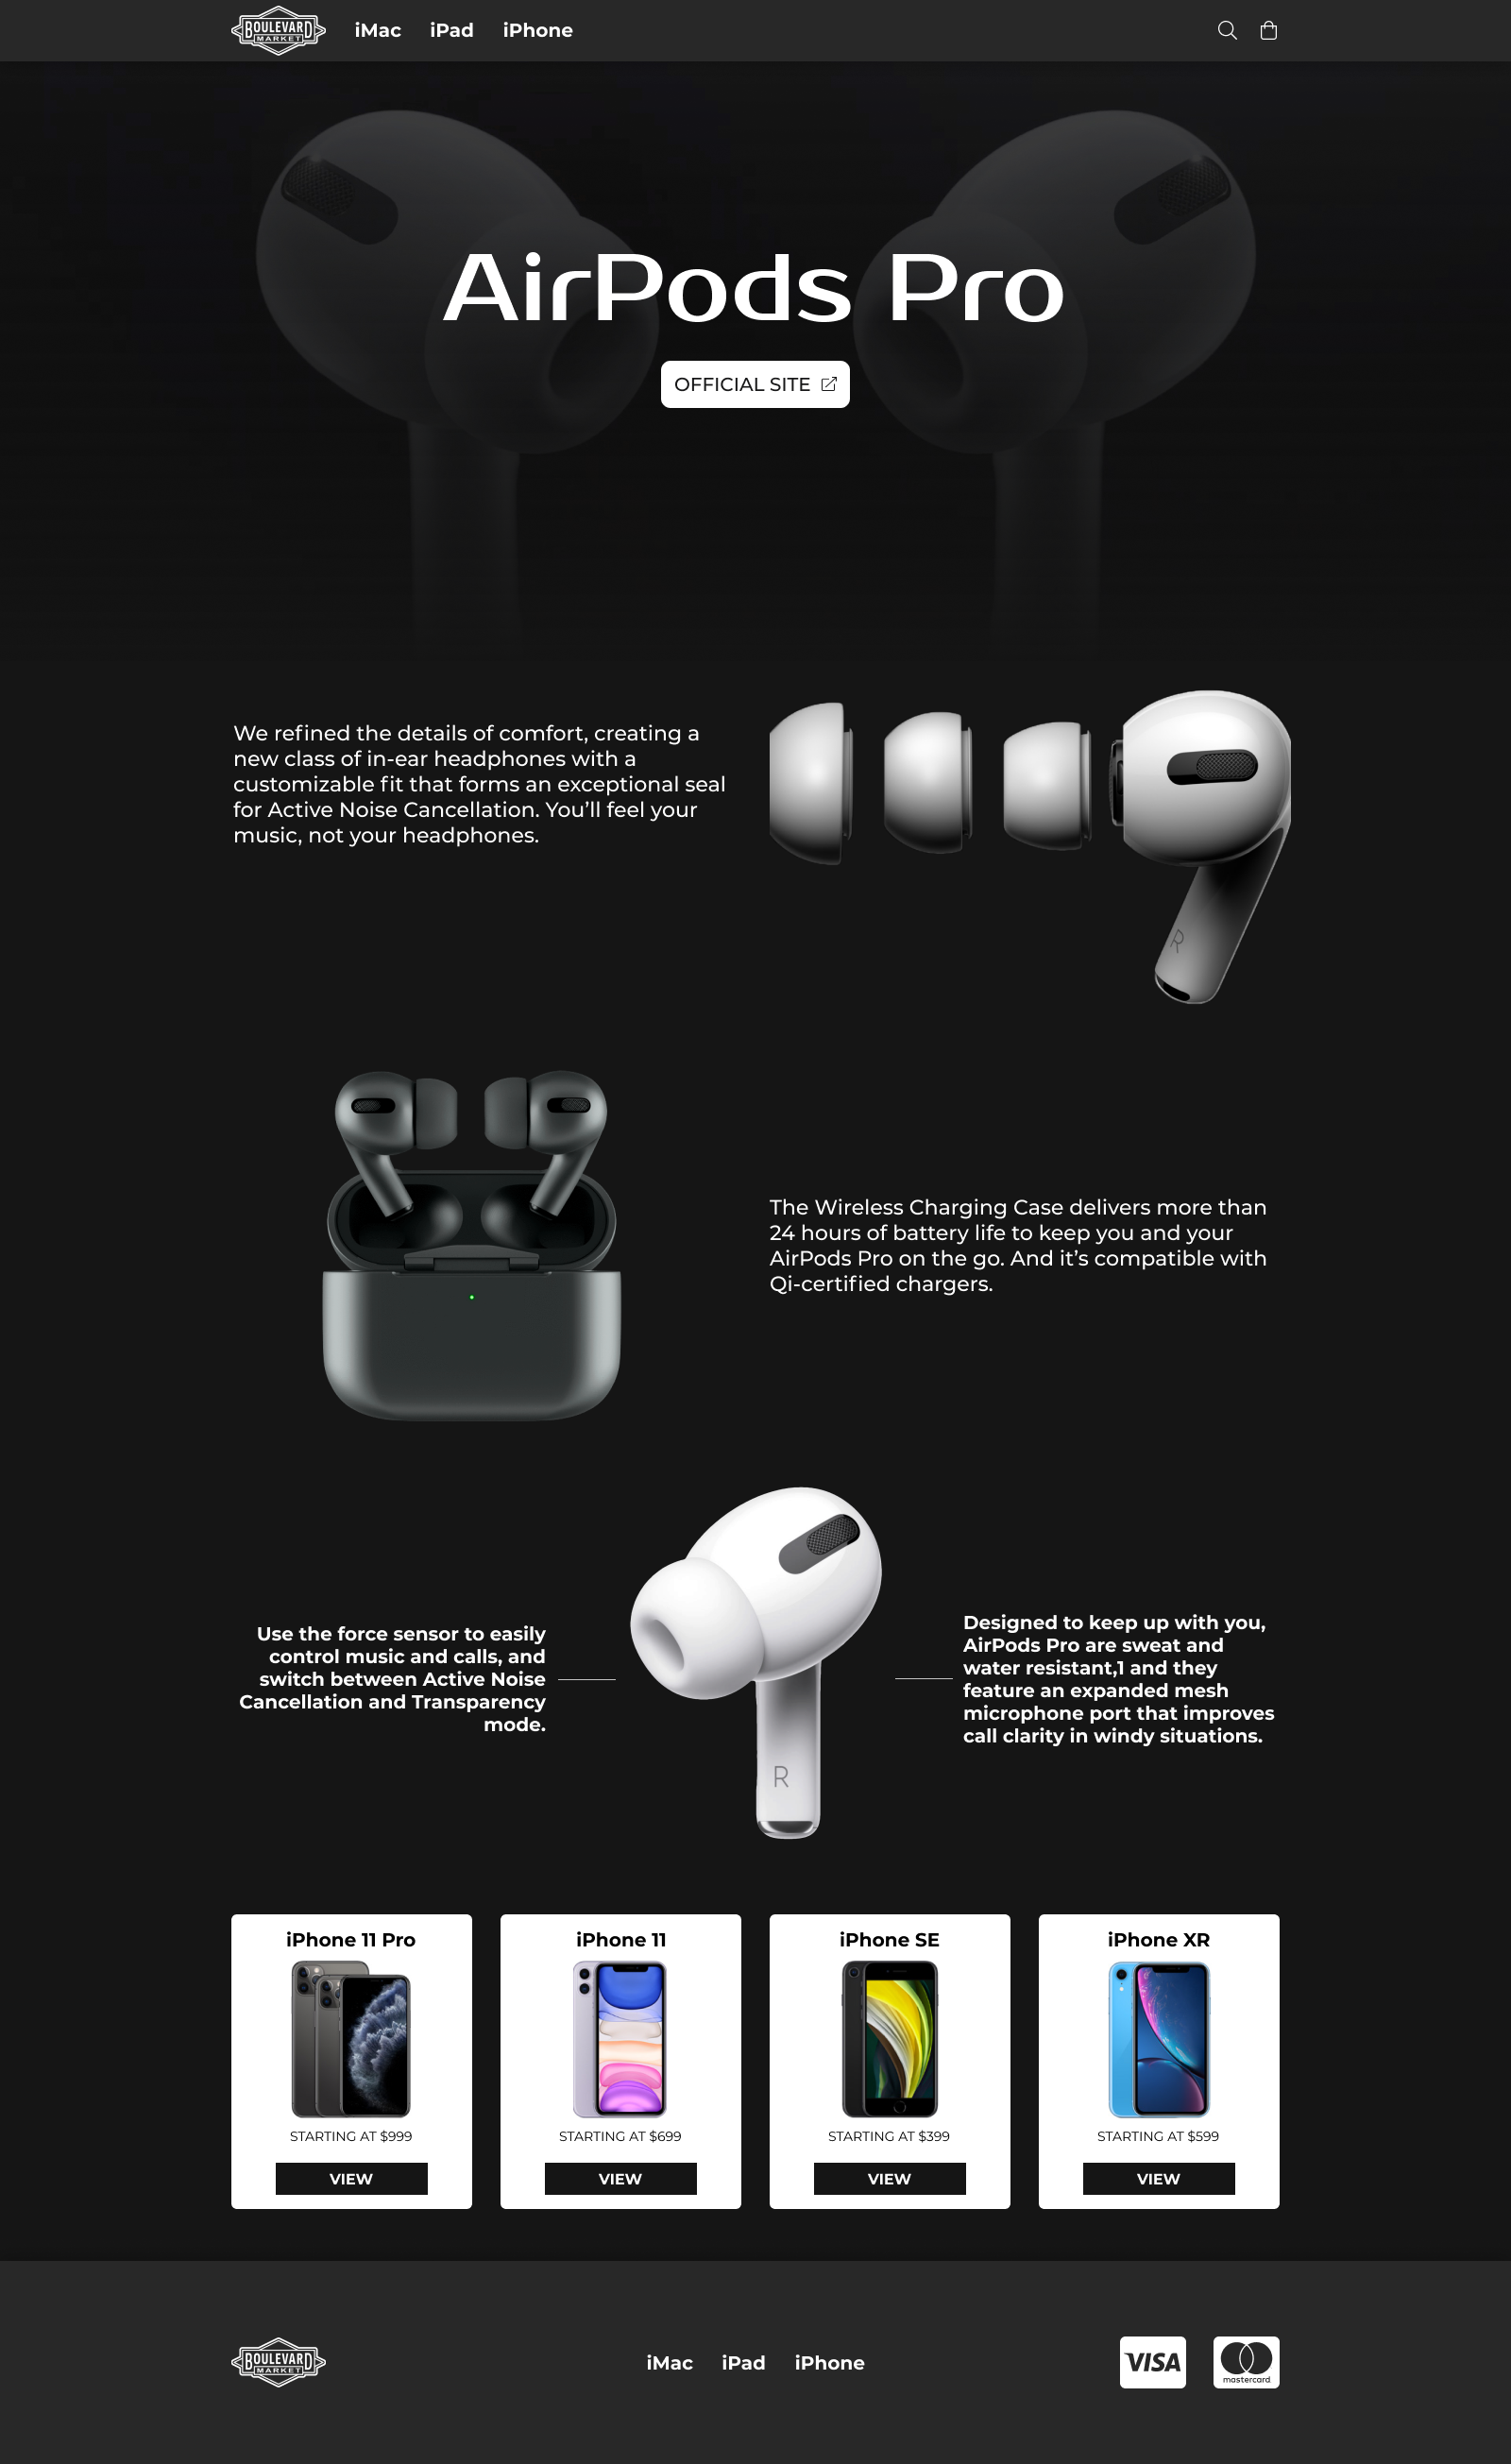 BOULEVARD
MARKET
iMac iPad iPhone
AirPods Pro
OFFICIAL SITE
We refined the details of comfort, creating a
new class of in-ear headphones with a
customizable fit that forms an exceptional seal
for Active Noise Cancellation. You’ll feel your
music, not your headphones.
R
The Wireless Charging Case delivers more than
24 hours of battery life to keep you and your
AirPods Pro on the go. And it’s compatible with
Qi-certified chargers.
Use the force sensor to easily
control music and calls, and
switch between Active Noise
Cancellation and Transparency
mode.
R
Designed to keep up with you,
AirPods Pro are sweat and
water resistant,1 and they
feature an expanded mesh
microphone port that improves
call clarity in windy situations.
iPhone 11 Pro
STARTING AT $999
VIEW
iPhone 11
STARTING AT $699
VIEW
iPhone SE
STARTING AT $399
VIEW
iPhone XR
STARTING AT $599
VIEW
BOULEVARD
MARKET
iMac iPad iPhone
VISA
mastercard